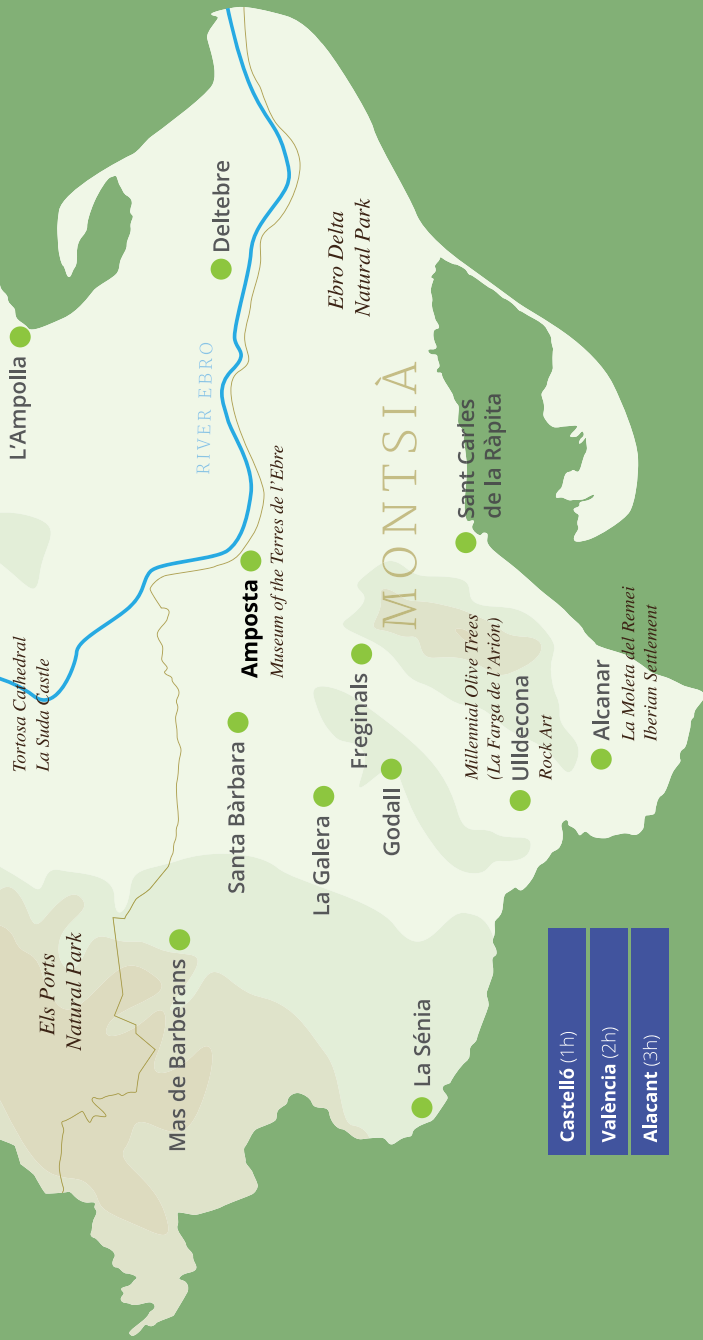 Tortosa Cathedral
La Suda Castle
L'Ampolla
Els Ports
Natural Park
Mas de Barberans
Santa Bàrbara
Amposta
Museum of the Terres de l'Ebre
RIVER EBRO
Deltebre
Ebro Delta
Natural Park
La Galera
Freginals
Godall
MONTSIÀ
La Sénia
Sant Carles
de la Ràpita
Millennial Olive Trees
(La Farga de l'Arión)
Ulldecona
Rock Art
Alcanar
La Moleta del Remei
Iberian Settlement
Castelló (1h)
València (2h)
Alacant (3h)